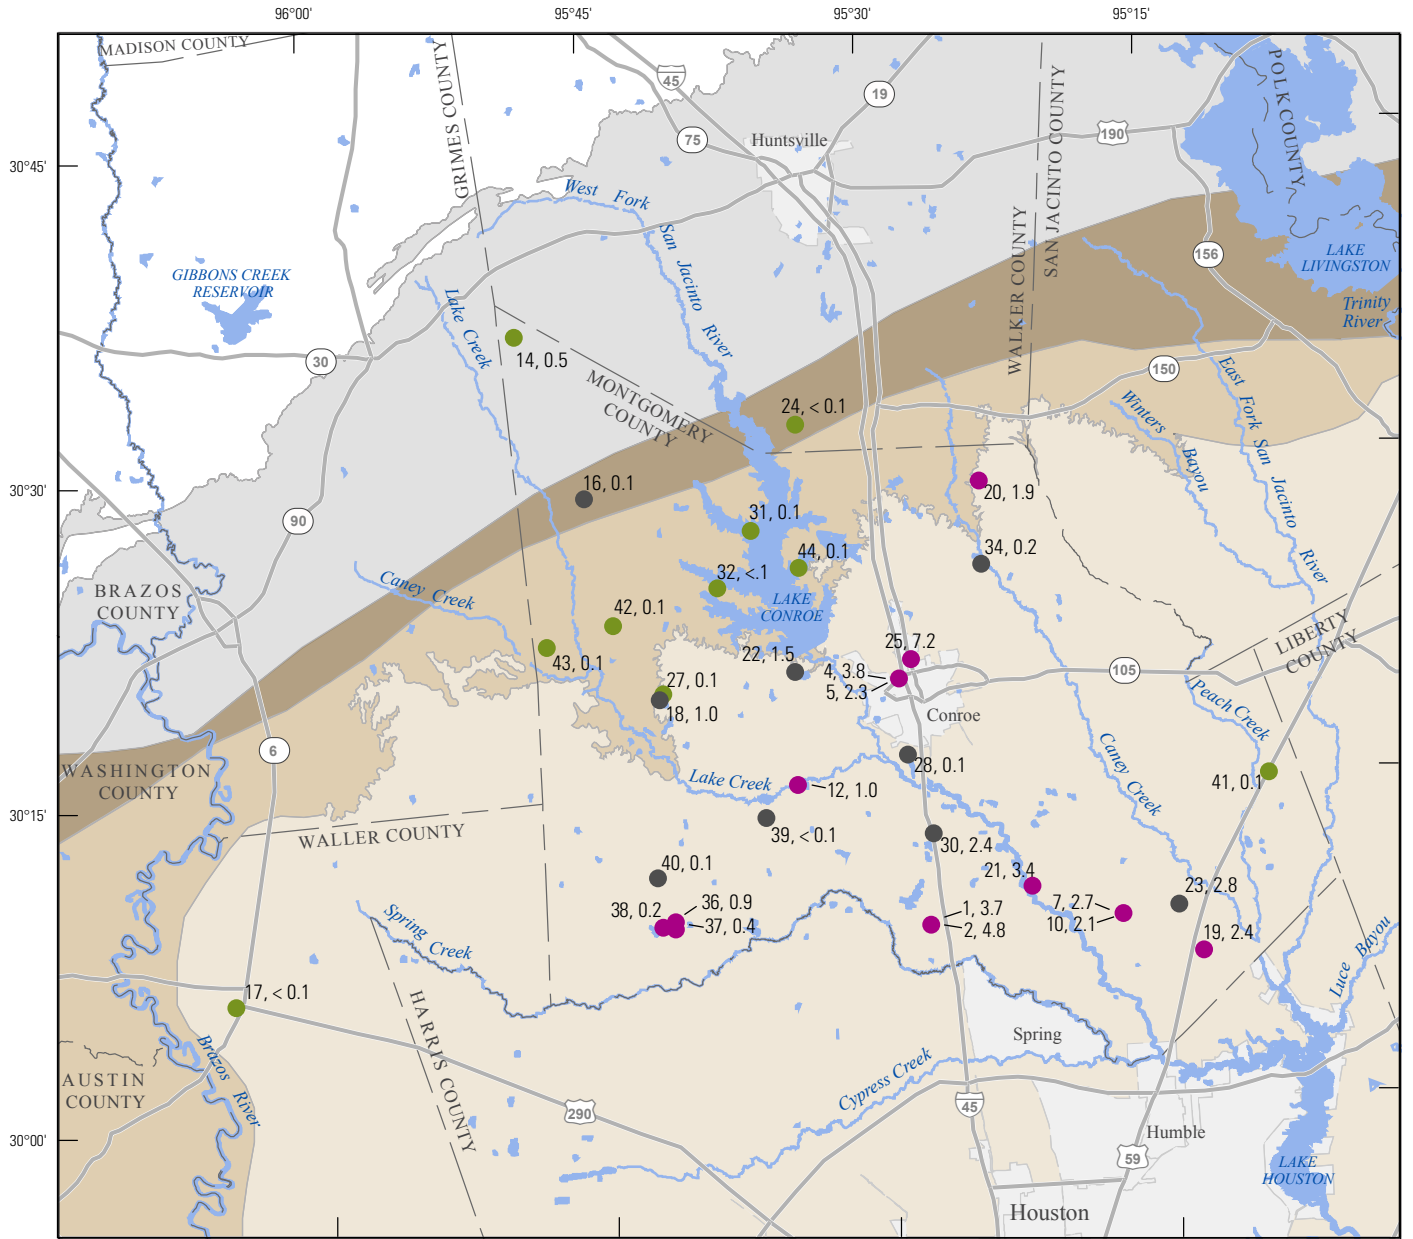 96°00'
95°45'
95°30'
95°15'
30°45'
30°30'
30°15'
30°00'
MADISON COUNTY
GRIMES COUNTY
45
19
75
Huntsville
190
SAN JACINTO COUNTY
POLK COUNTY
West Fork San Jacinto River
WALKER COUNTY
156
LAKE
LIVINGSTON
GIBBONS CREEK
RESERVOIR
Trinity
River
Lake Creek
30
14, 0.5
150
MONTGOMERY
COUNTY
24, < 0.1
East Fork San Jacinto River
Winters Bayou
16, 0.1
20, 1.9
90
31, 0.1
34, 0.2
44, 0.1
32, <.1
BRAZOS
COUNTY
Caney Creek
LAKE
CONROE
42, 0.1
LIBERTY
COUNTY
43, 0.1
25, 7.2
22, 1.5
4, 3.8
5, 2.3
105
27, 0.1
18, 1.0
Peach Creek
Conroe
6
WASHINGTON
COUNTY
28, 0.1
Caney Creek
Lake Creek
12, 1.0
41, 0.1
WALLER COUNTY
39, < 0.1
30, 2.4
40, 0.1
21, 3.4
23, 2.8
36, 0.9
38, 0.2
37, 0.4
7, 2.7
10, 2.1
1, 3.7
2, 4.8
19, 2.4
Spring Creek
Luce Bayou
17, < 0.1
HARRIS COUNTY
Spring
Brazos River
AUSTIN
COUNTY
Cypress Creek
290
45
Humble
59
LAKE
HOUSTON
Houston